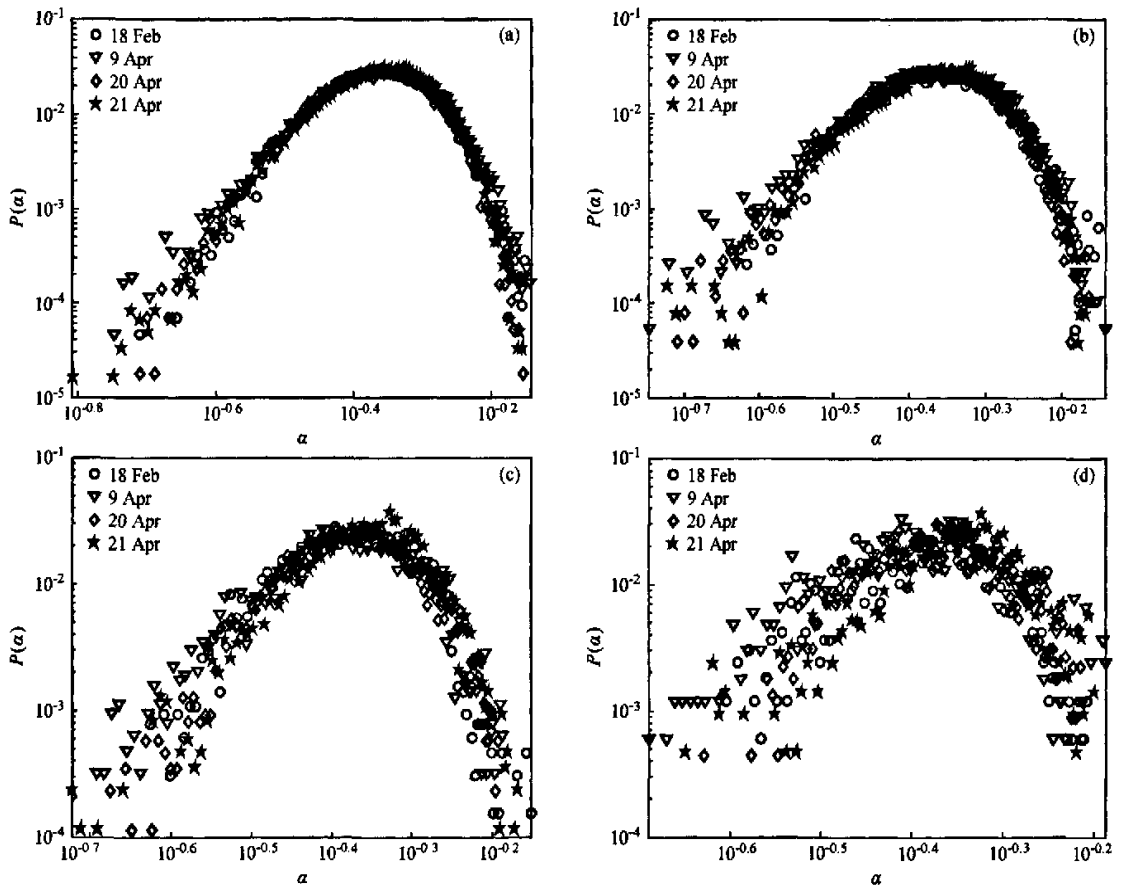 10^-1
(a)
18 Feb
9 Apr
20 Apr
21 Apr
10^-2
P(α)
10^-3
10^-4
10^-5
10^-0.8
10^-0.6
10^-0.4
10^-0 2
α
10^-1
(b)
18 Feb
9 Apr
20 Apr
21 Apr
10^-2
P(α)
10^-3
10^-4
10^-5
10^-0.7
10^-0.6
10^-0.5
10^-0.4
10^-0.3
10^-0 2
α
10^-1
(c)
18 Feb
9 Apr
20 Apr
21 Apr
10^-2
P(α)
10^-3
10^-4
10^-0 7
10^-0.6
10^-0.5
10^-0.4
10^-0.3
10^-0.2
α
10^-1
(d)
18 Feb
9 Apr
20 Apr
21 Apr
10^-2
P(α)
10^-3
10^-4
10^-0.6
10^-0.5
10^-0.4
10^-0.3
10^-0.2
α